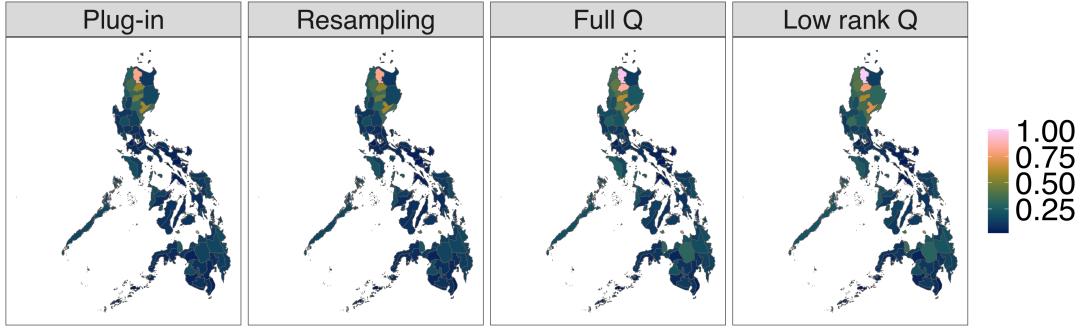 Plug-in
Resampling
Full Q
Low rank Q
1.00
0.75
0.50
0.25